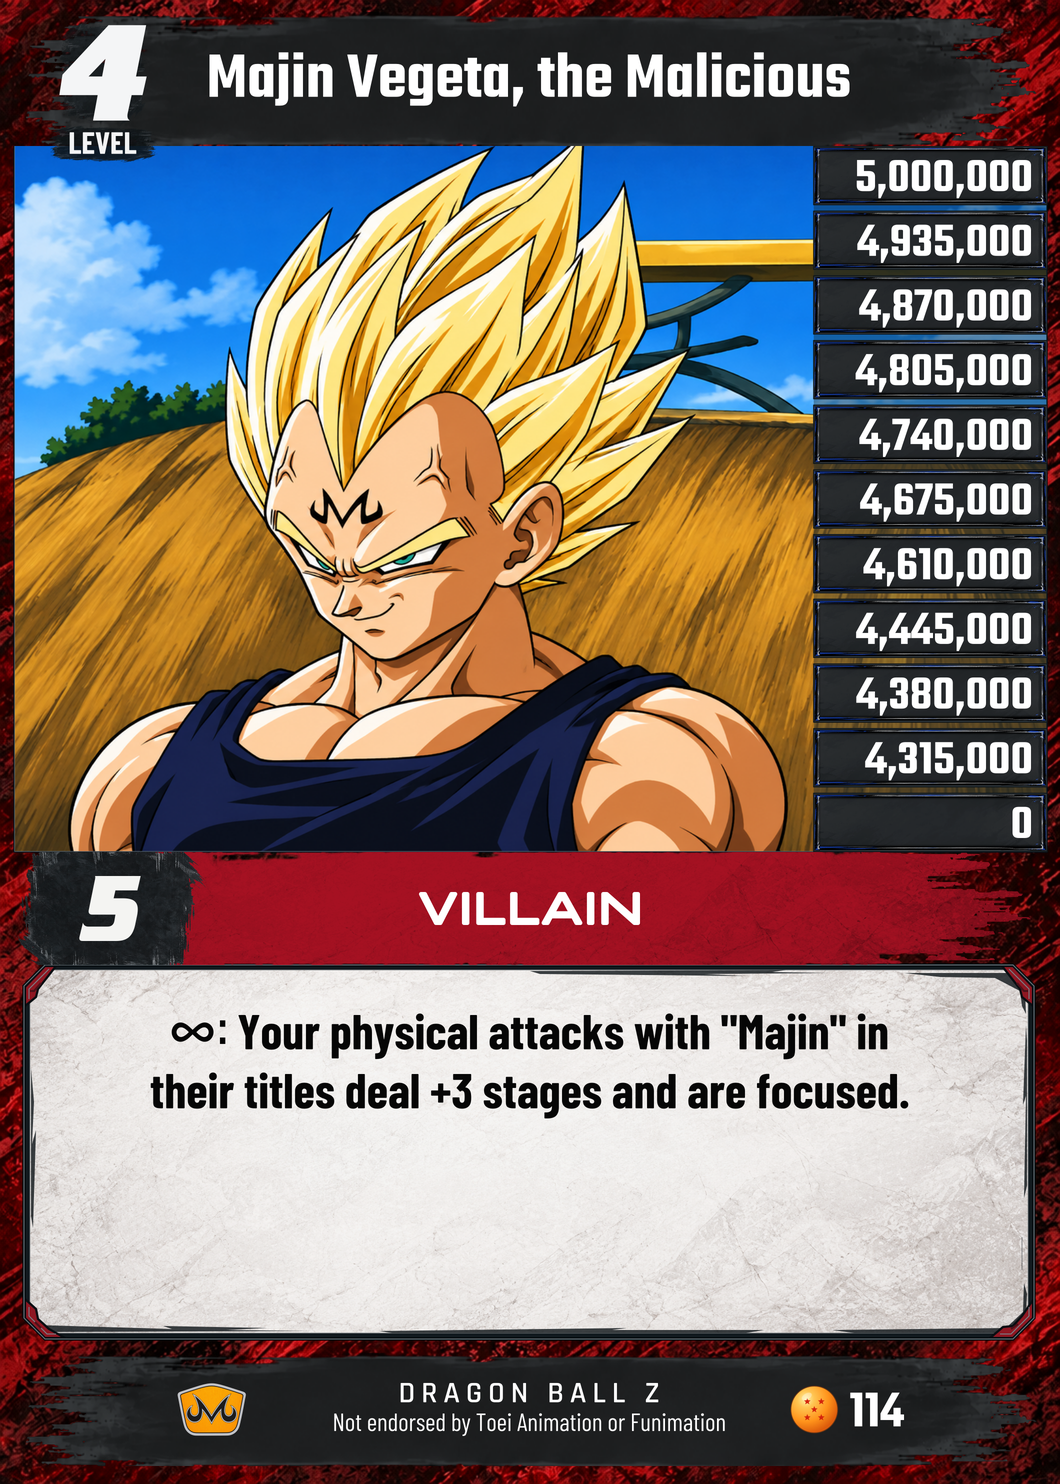 4
LEVEL
Majin Vegeta, the Malicious
5,000,000
4,935,000
4,870,000
4,805,000
4,740,000
4,675,000
4,610,000
4,445,000
4,380,000
4,315,000
0
5
VILLAIN
∞: Your physical attacks with "Majin" in
their titles deal +3 stages and are focused.
DRAGON BALL Z
Not endorsed by Toei Animation or Funimation
114